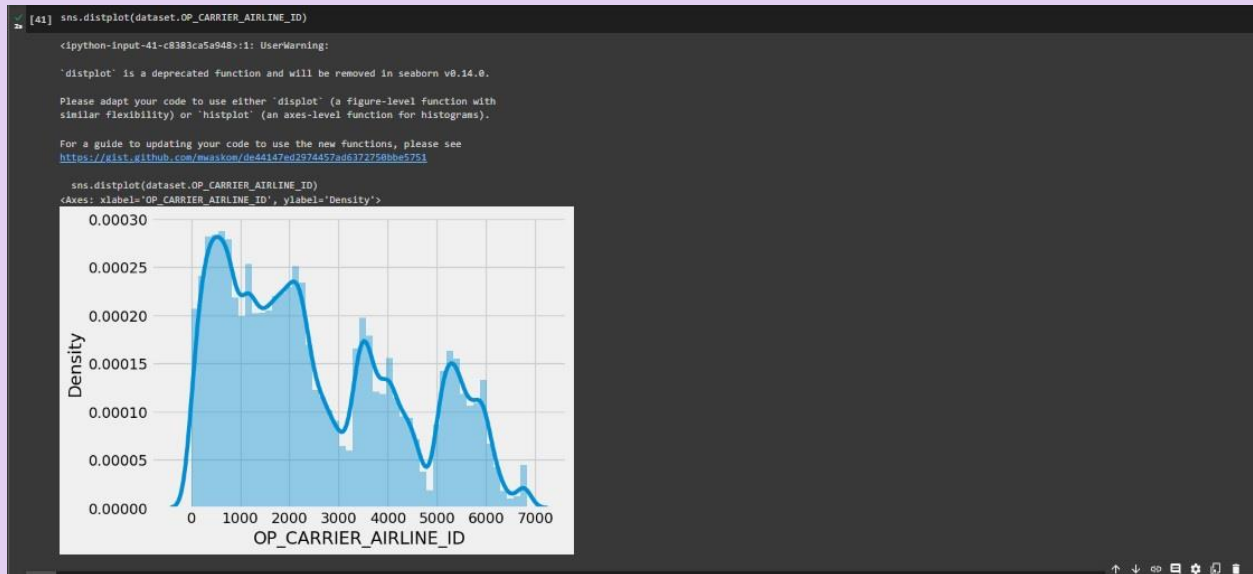 [41] sns.distplot(dataset.OP_CARRIER_AIRLINE_ID)
2s
<ipython-input-41-c8383ca5a948>:1: UserWarning:
`distplot` is a deprecated function and will be removed in seaborn v0.14.0.
Please adapt your code to use either `displot` (a figure-level function with
similar flexibility) or `histplot` (an axes-level function for histograms).
For a guide to updating your code to use the new functions, please see
https://gist.github.com/mwaskom/de44147ed2974457ad6372750bbe5751
sns.distplot(dataset.OP_CARRIER_AIRLINE_ID)
<Axes: xlabel='OP_CARRIER_AIRLINE_ID', ylabel='Density'>
0.00030
0.00025
0.00020
0.00015
0.00010
0.00005
0.00000
Density
0 1000 2000 3000 4000 5000 6000 7000
OP_CARRIER_AIRLINE_ID